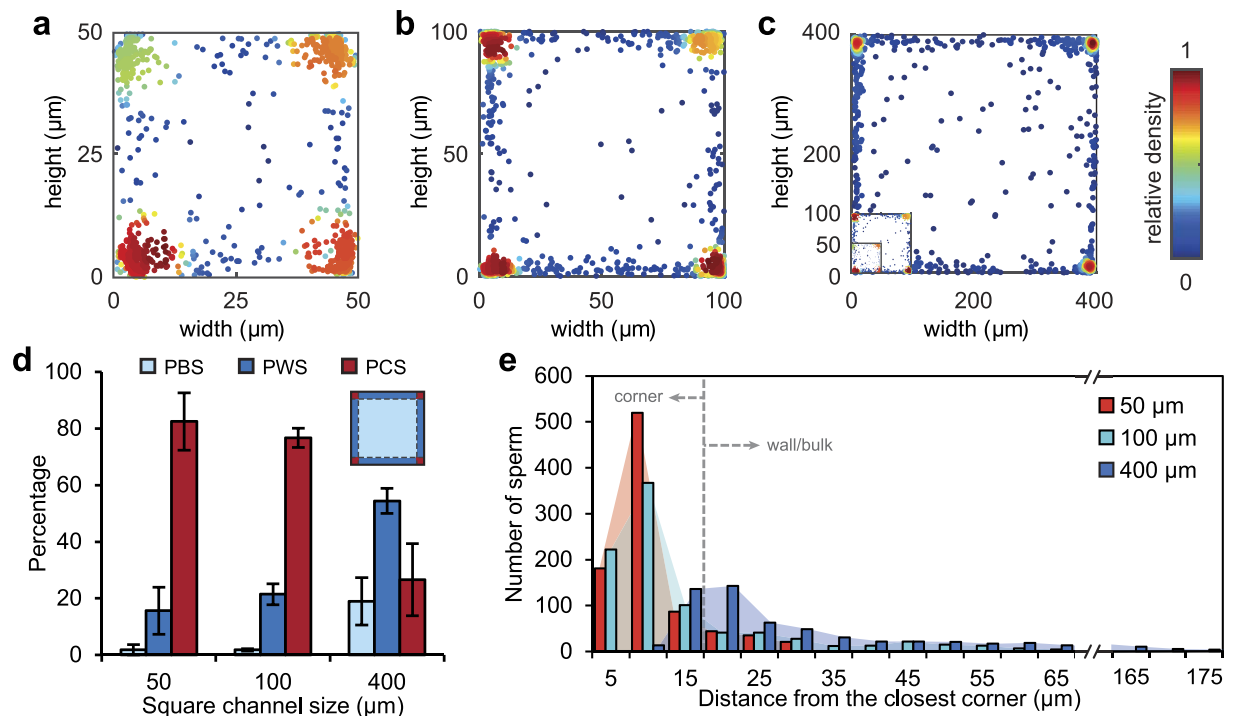 a
50
25
0
height (µm)
0 25 50
width (µm)
b
100
50
0
height (µm)
0 50 100
width (µm)
c
400
200
100
50
0
height (µm)
0 200 400
width (µm)
1
relative density
0
d
PBS PWS PCS
100
80
60
40
20
0
Percentage
50 100 400
Square channel size (µm)
e
600
500
400
300
200
100
0
Number of sperm
corner
wall/bulk
50 µm
100 µm
400 µm
5 15 25 35 45 55 65 165 175
Distance from the closest corner (µm)